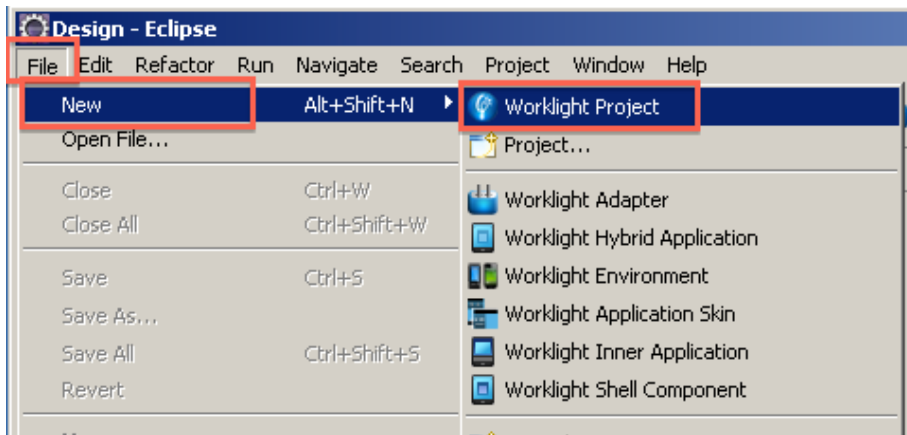 Design - Eclipse
File Edit Refactor Run Navigate Search Project Window Help
New Alt+Shift+N
Open File...
Close Ctrl+W
Close All Ctrl+Shift+W
Save Ctrl+S
Save As...
Save All Ctrl+Shift+S
Revert
Worklight Project
Project...
Worklight Adapter
Worklight Hybrid Application
Worklight Environment
Worklight Application Skin
Worklight Inner Application
Worklight Shell Component